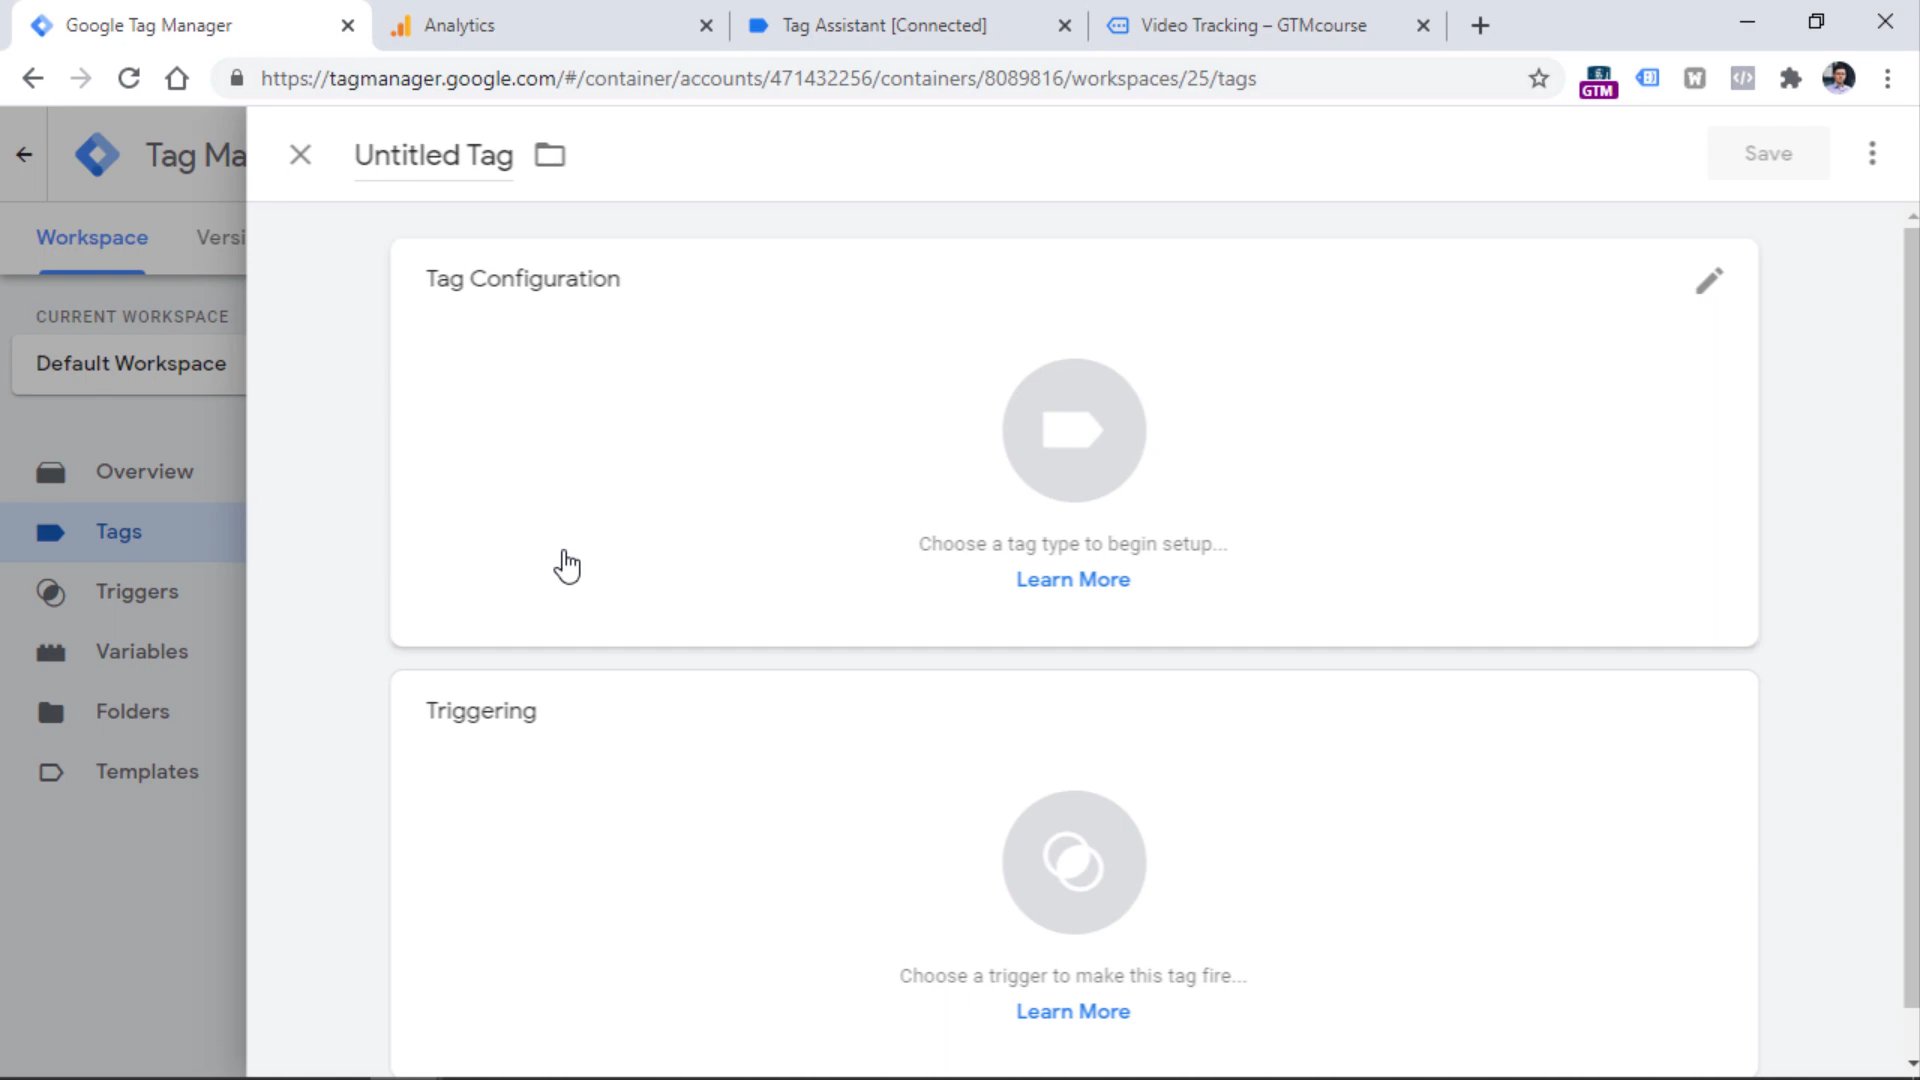 Google Tag Manager
Analytics
Tag Assistant [Connected]
Video Tracking – GTMcourse
https://tagmanager.google.com/#/container/accounts/471432256/containers/8089816/workspaces/25/tags
GTM
W
Tag Ma
Untitled Tag
Save
Workspace
Versi
CURRENT WORKSPACE
Default Workspace
Overview
Tags
Triggers
Variables
Folders
Templates
Tag Configuration
Choose a tag type to begin setup...
Learn More
Triggering
Choose a trigger to make this tag fire...
Learn More